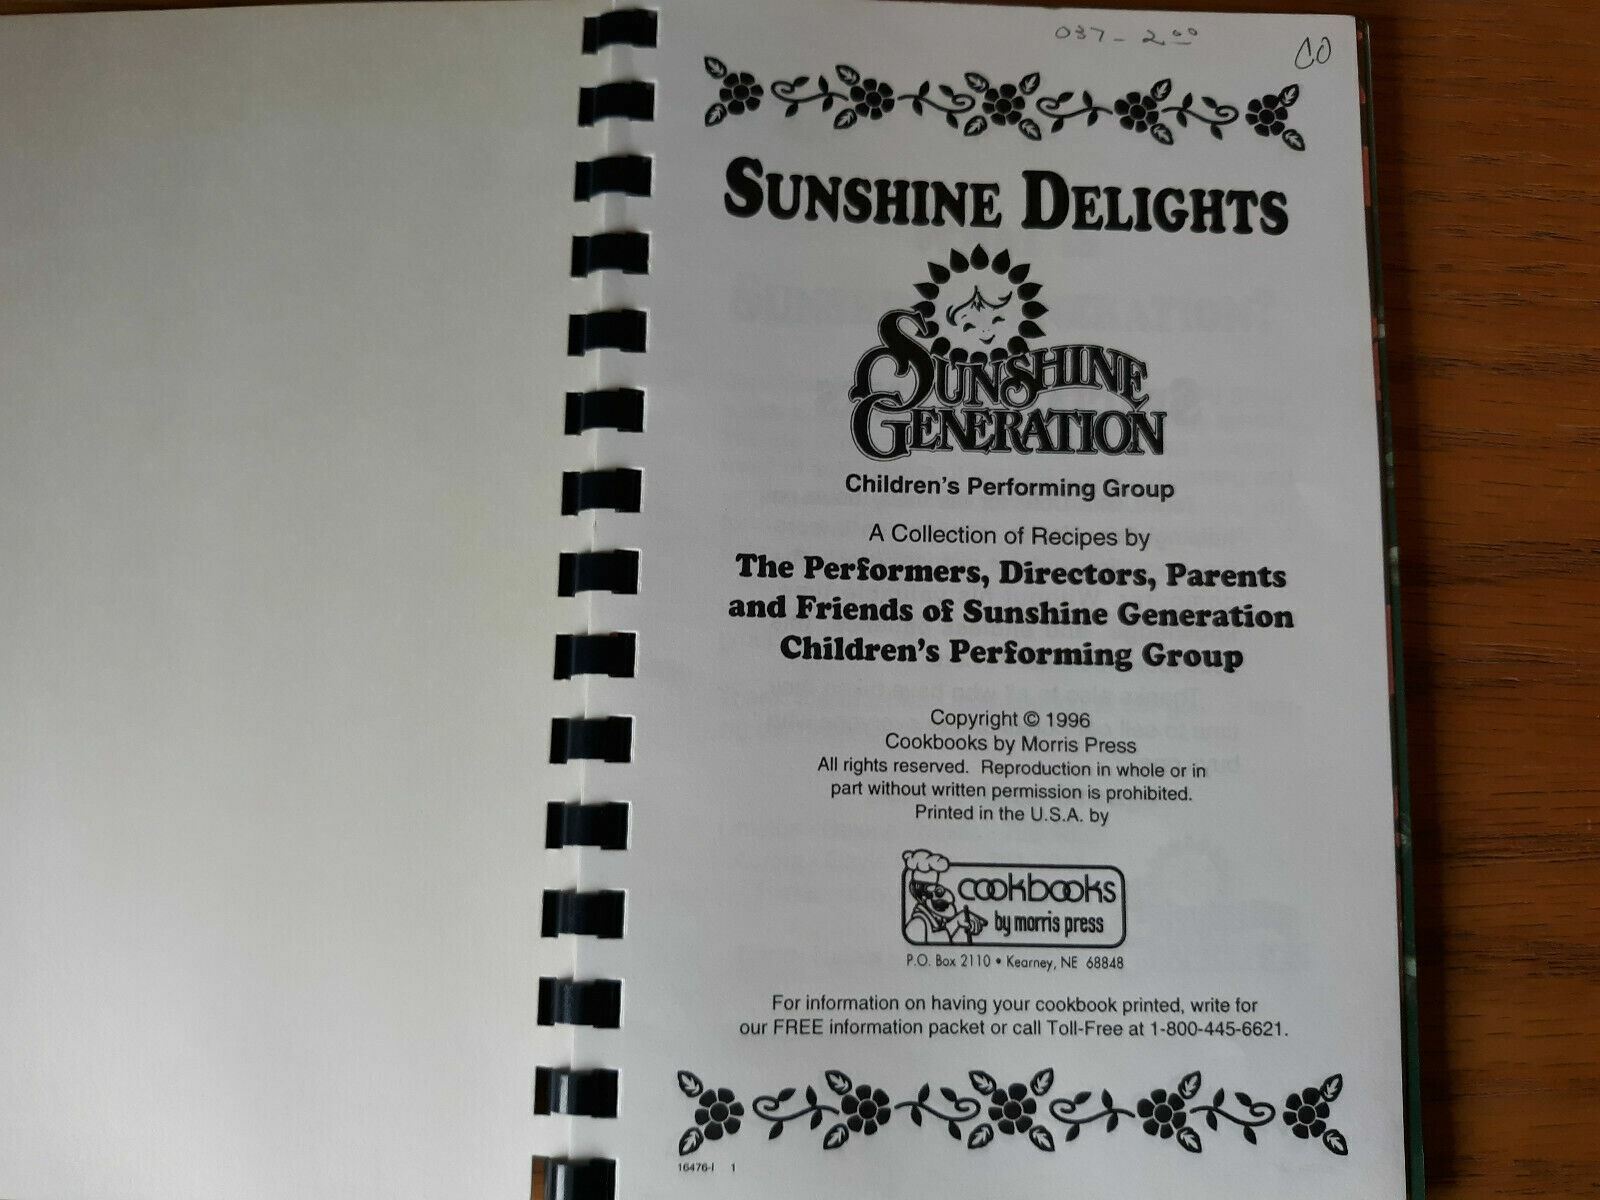 037 - 2.00
CO
SUNSHINE DELIGHTS
SUNSHINE
GENERATION
Children's Performing Group
A Collection of Recipes by
The Performers, Directors, Parents
and Friends of Sunshine Generation
Children's Performing Group
Copyright © 1996
Cookbooks by Morris Press
All rights reserved. Reproduction in whole or in
part without written permission is prohibited.
Printed in the U.S.A. by
cookbooks
by morris press
P.O. Box 2110 • Kearney, NE 68848
For information on having your cookbook printed, write for
our FREE information packet or call Toll-Free at 1-800-445-6621.
16476-I 1